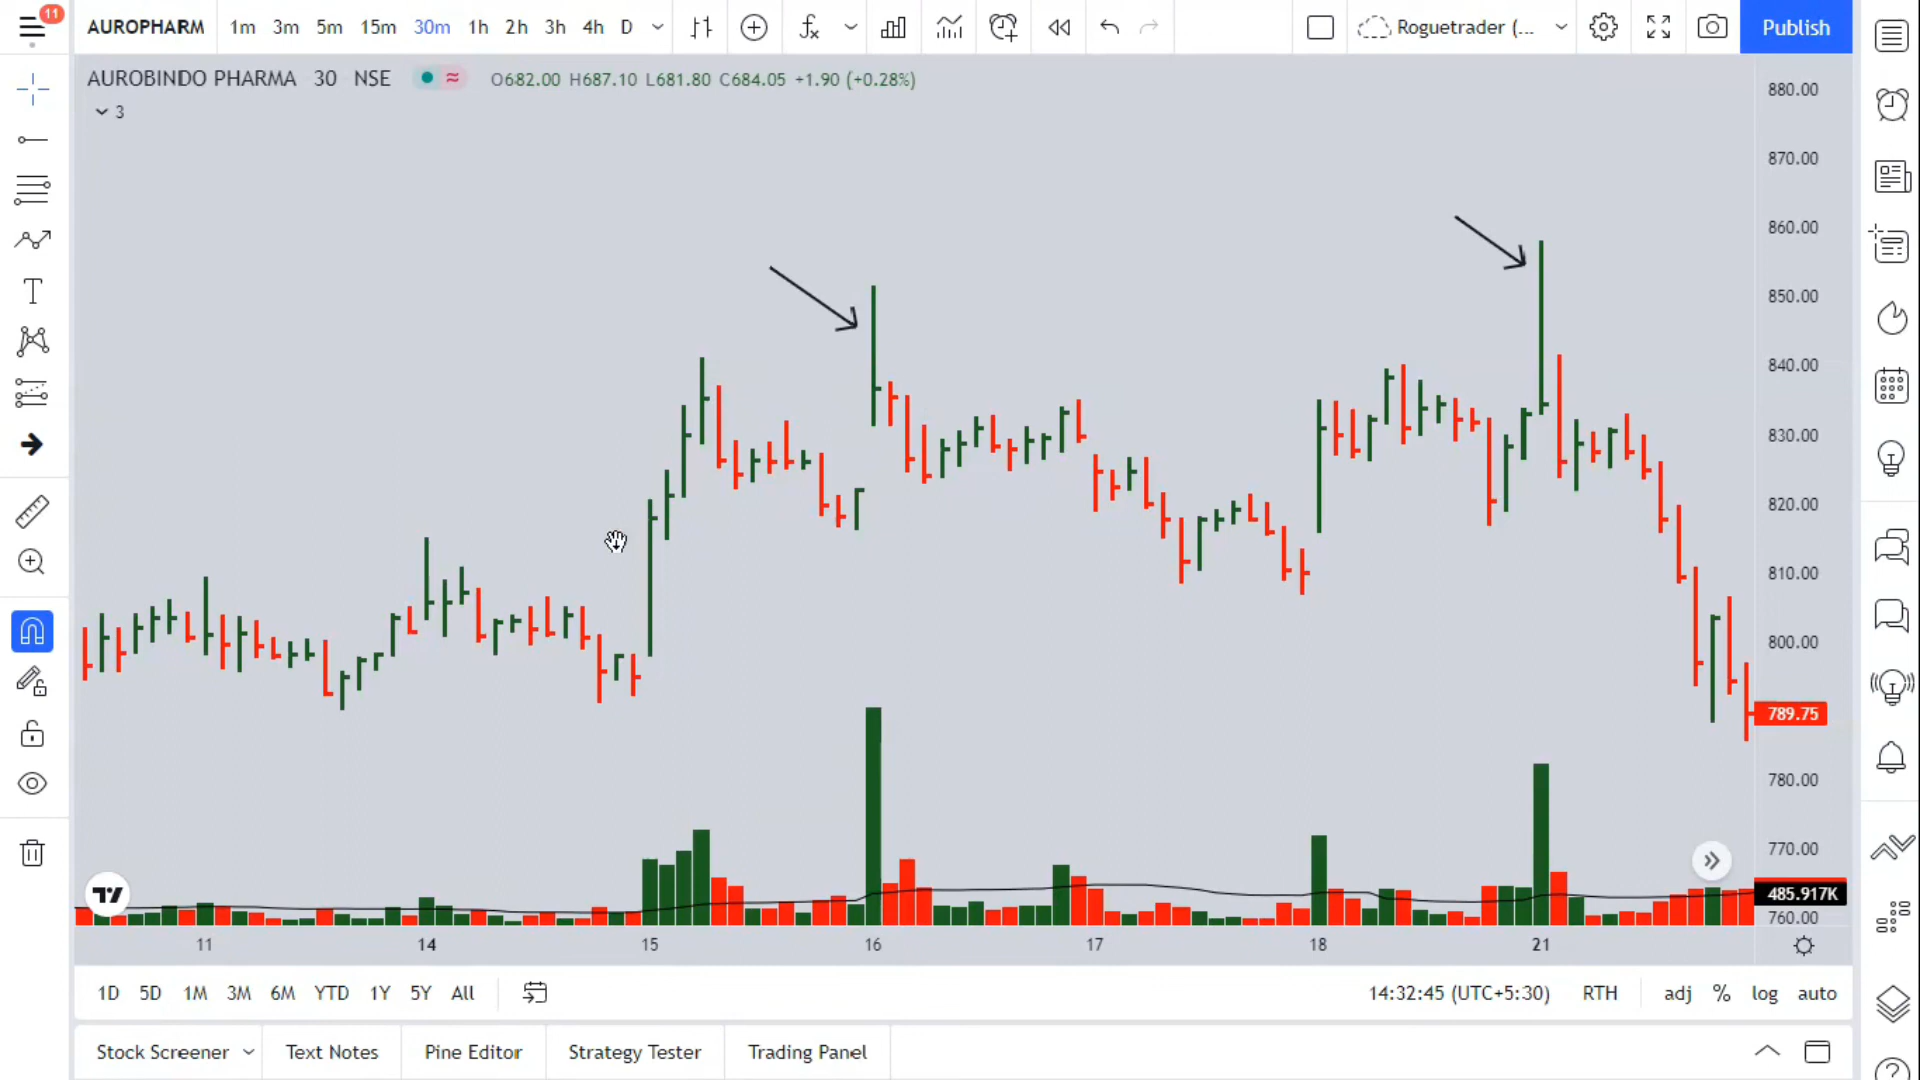 11
AUROPHARM 1m 3m 5m 15m 30m 1h 2h 3h 4h D Roguetrader (... Publish
AUROBINDO PHARMA 30 NSE O682.00 H687.10 L681.80 C684.05 +1.90 (+0.28%)
3
880.00
870.00
860.00
850.00
840.00
830.00
820.00
810.00
800.00
789.75
780.00
770.00
485.917K
760.00
11 14 15 16 17 18 21
1D 5D 1M 3M 6M YTD 1Y 5Y All 14:32:45 (UTC+5:30) RTH adj % log auto
Stock Screener Text Notes Pine Editor Strategy Tester Trading Panel